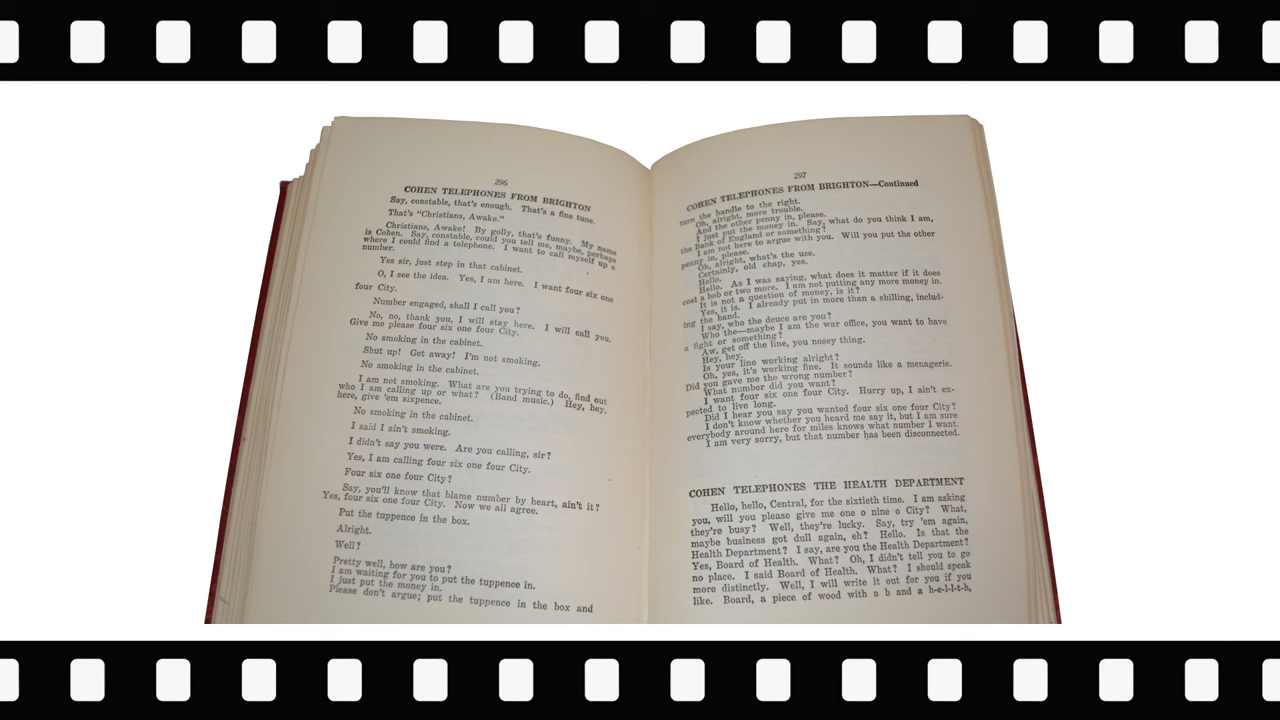 296
COHEN TELEPHONES FROM BRIGHTON
Say, constable, that's enough. That's a fine tune.
That's "Christians, Awake."
Christians, Awake! By golly, that's funny. My name
is Cohen. Say, constable, could you tell me, maybe, perhaps
where I could find a telephone. I want to call myself up a
number.
Yes sir, just step in that cabinet.
O, I see the idea. Yes, I am here. I want four six one
four City.
Number engaged, shall I call you?
No, no, thank you, I will stay here. I will call you.
Give me please four six one four City.
No smoking in the cabinet.
Shut up! Get away! I'm not smoking.
No smoking in the cabinet.
I am not smoking. What are you trying to do, find out
who I am calling up or what? (Band music.) Hey, hey,
here, give 'em sixpence.
No smoking in the cabinet.
I said I ain't smoking.
I didn't say you were. Are you calling, sir?
Yes, I am calling four six one four City.
Four six one four City?
Say, you'll know that blame number by heart, ain't it?
Yes, four six one four City. Now we all agree.
Put the tuppence in the box.
Alright.
Well?
Pretty well, how are you?
I am waiting for you to put the tuppence in.
I just put the money in.
Please don't argue; put the tuppence in the box and
297
COHEN TELEPHONES FROM BRIGHTON—Continued
turn the handle to the right.
Oh, alright, more trouble.
And the other penny in, please.
I just put the money in. Say, what do you think I am,
the Bank of England or something?
I am not here to argue with you. Will you put the other
penny in, please.
Oh, alright, what's the use.
Certainly, old chap, yes.
Hello.
Hello. As I was saying, what does it matter if it does
cost a bob or two more. I am not putting any more money in.
It is not a question of money, is it?
Yes, it is. I already put in more than a shilling, includ-
ing the band.
I say, who the deuce are you?
Who the—maybe I am the war office, you want to have
a fight or something?
Aw, get off the line, you nosey thing.
Hey, hey.
Is your line working alright?
Oh, yes, it's working fine. It sounds like a menagerie.
Did you gave me the wrong number?
What number did you want?
I want four six one four City. Hurry up, I ain't ex-
pected to live long.
Did I hear you say you wanted four six one four City?
I don't know whether you heard me say it, but I am sure
everybody around here for miles knows what number I want.
I am very sorry, but that number has been disconnected.
COHEN TELEPHONES THE HEALTH DEPARTMENT
Hello, hello, Central, for the sixtieth time. I am asking
you, will you please give me one o nine o City? What,
they're busy? Well, they're lucky. Say, try 'em again,
maybe business got dull again, eh? Hello. Is that the
Health Department? I say, are you the Health Department?
Yes, Board of Health. What? Oh, I didn't tell you to go
no place. I said Board of Health. What? I should speak
more distinctly. Well, I will write it out for you if you
like. Board, a piece of wood with a b and a h-e-l-l-t-h,